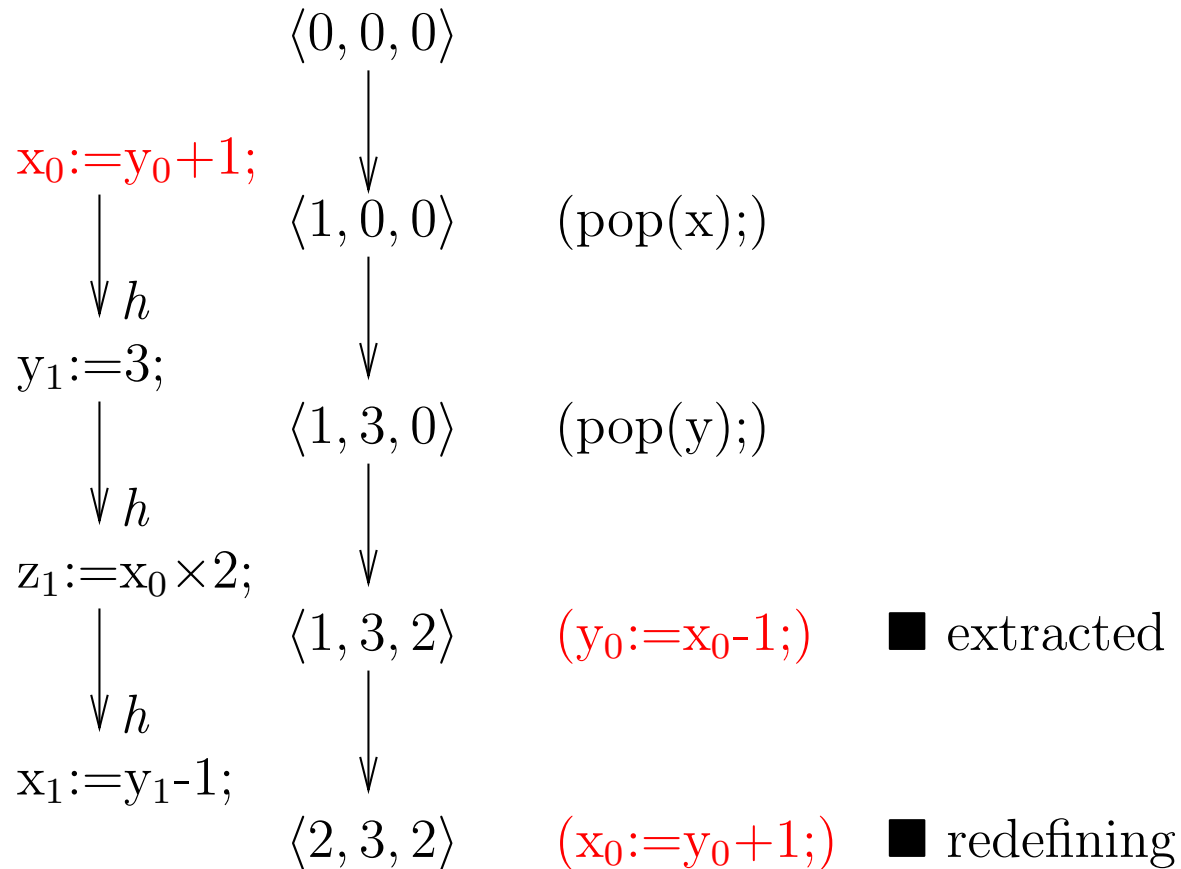 ⟨0, 0, 0⟩
x₀:=y₀+1;
⟨1, 0, 0⟩ (pop(x);)
h
y₁:=3;
⟨1, 3, 0⟩ (pop(y);)
h
z₁:=x₀×2;
⟨1, 3, 2⟩ (y₀:=x₀-1;) ■ extracted
h
x₁:=y₁-1;
⟨2, 3, 2⟩ (x₀:=y₀+1;) ■ redefining